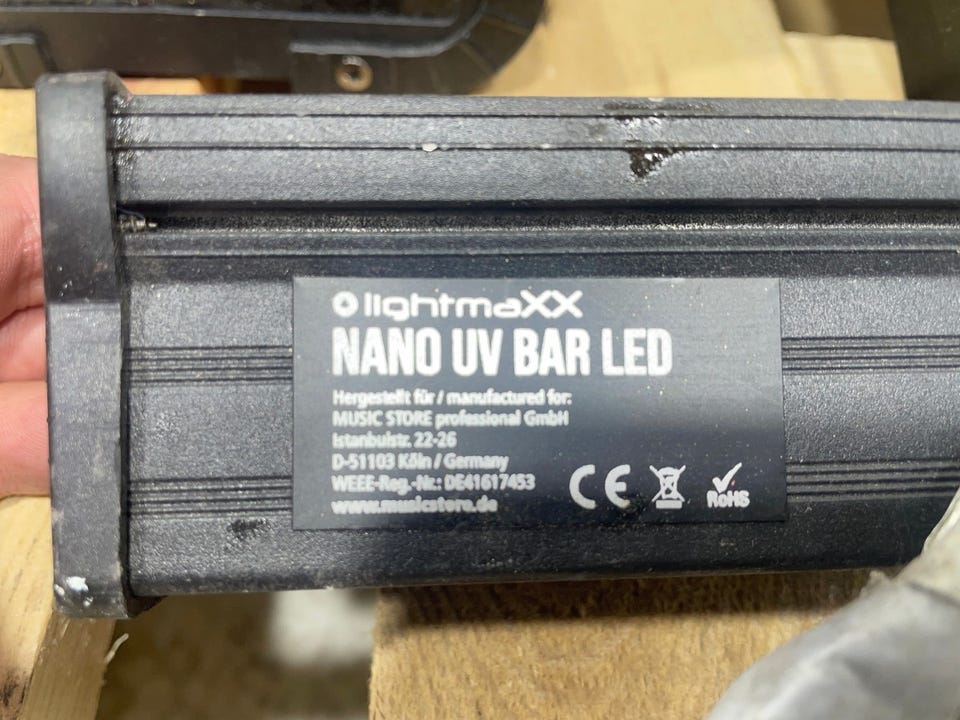 lightmaXX
NANO UV BAR LED
Hergestellt für / manufactured for:
MUSIC STORE professional GmbH
Istanbulstr. 22-26
D-51103 Köln / Germany
WEEE-Reg.-Nr.: DE41617453
www.musicstore.de
CE
RoHS